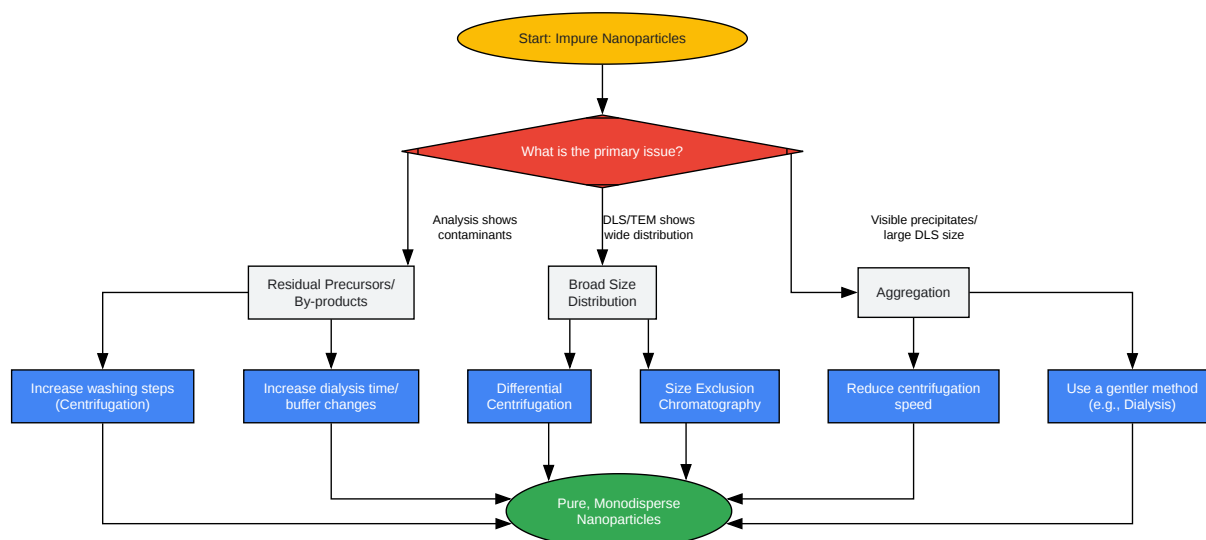 Start: Impure Nanoparticles
What is the primary issue?
Analysis shows
contaminants
DLS/TEM shows
wide distribution
Visible precipitates/
large DLS size
Residual Precursors/
By-products
Broad Size
Distribution
Aggregation
Increase washing steps
(Centrifugation)
Increase dialysis time/
buffer changes
Differential
Centrifugation
Size Exclusion
Chromatography
Reduce centrifugation
speed
Use a gentler method
(e.g., Dialysis)
Pure, Monodisperse
Nanoparticles